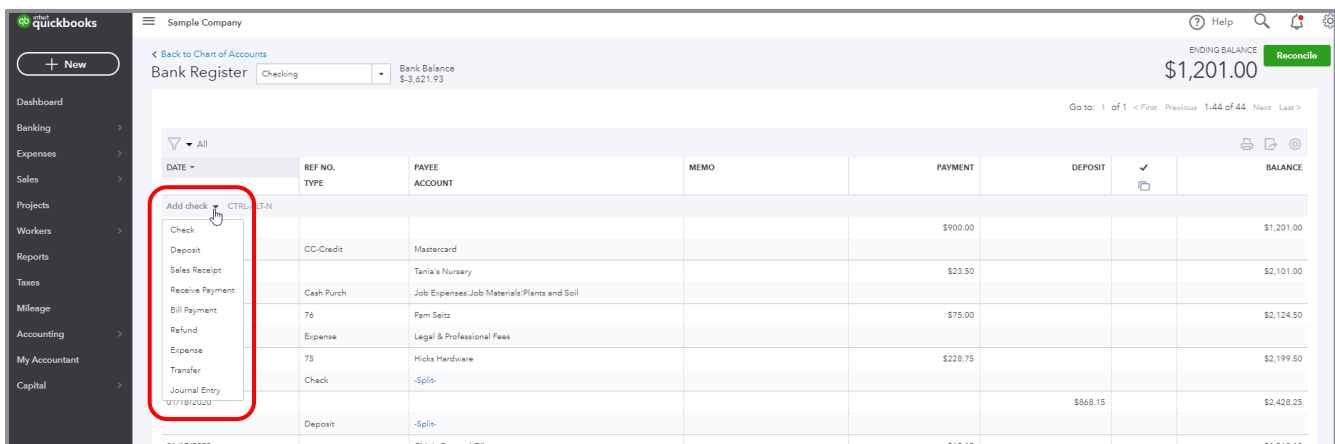 intuit
quickbooks
Sample Company
Help
+ New
Dashboard
Banking
Expenses
Sales
Projects
Workers
Reports
Taxes
Mileage
Accounting
My Accountant
Capital
< Back to Chart of Accounts
Bank Register Checking
Bank Balance
$-3,621.93
ENDING BALANCE
$1,201.00
Reconcile
Go to: 1 of 1 < First Previous 1-44 of 44 Next Last >
All
DATE REF NO. PAYEE MEMO PAYMENT DEPOSIT ✓ BALANCE
TYPE ACCOUNT
Add check CTRL-ALT-N
Check
Deposit
Sales Receipt
Receive Payment
Bill Payment
Refund
Expense
Transfer
Journal Entry
$900.00 $1,201.00
CC-Credit Mastercard
Tania's Nursery $23.50 $2,101.00
Cash Purch Job Expenses:Job Materials:Plants and Soil
76 Pam Seitz $75.00 $2,124.50
Expense Legal & Professional Fees
75 Hicks Hardware $228.75 $2,199.50
Check -Split-
01/18/2020 $868.15 $2,428.25
Deposit -Split-